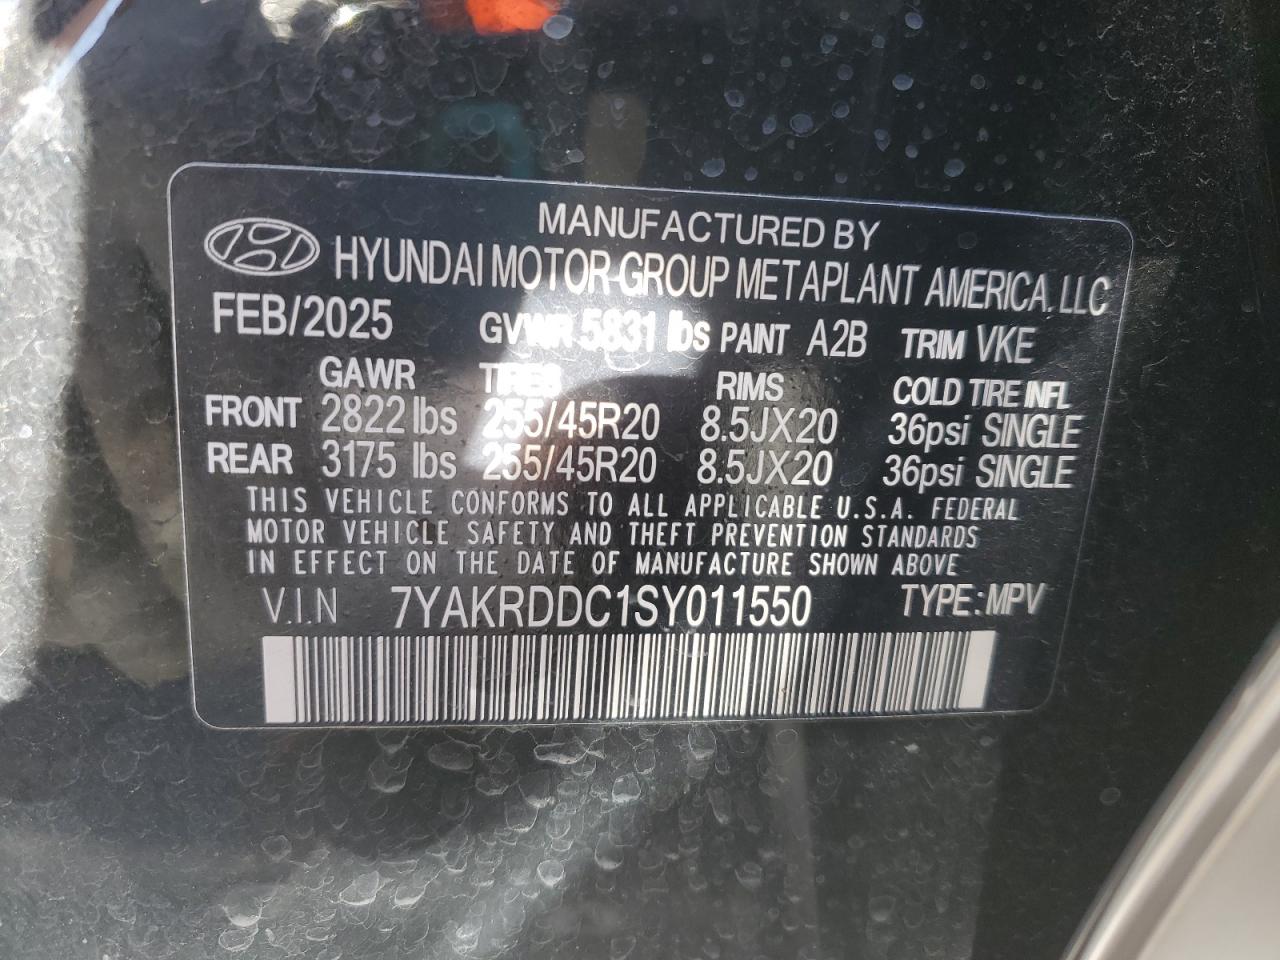 MANUFACTURED BY
HYUNDAI MOTOR GROUP METAPLANT AMERICA. LLC
FEB/2025 GVWR 5831 lbs PAINT A2B TRIM VKE
GAWR TIRES RIMS COLD TIRE INFL
FRONT 2822 lbs 255/45R20 8.5JX20 36psi SINGLE
REAR 3175 lbs 255/45R20 8.5JX20 36psi SINGLE
THIS VEHICLE CONFORMS TO ALL APPLICABLE U.S.A. FEDERAL
MOTOR VEHICLE SAFETY AND THEFT PREVENTION STANDARDS
IN EFFECT ON THE DATE OF MANUFACTURE SHOWN ABOVE
V.I.N 7YAKRDDC1SY011550 TYPE:MPV